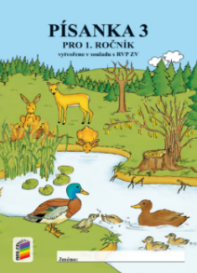 PÍSANKA 3
PRO 1. ROČNÍK
vytvořeno v souladu s RVP ZV
Jméno: